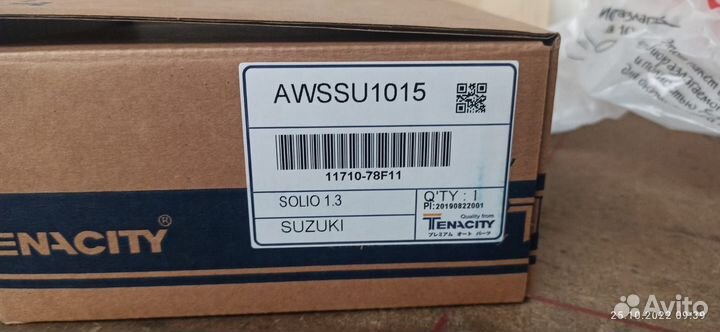 AWSSU1015
11710-78F11
SOLIO 1.3
Q'TY : 1
PI:20190822001
SUZUKI
Quality from
TENACITY
プレミアム オート パーツ
TENACITY®
Avito
25.10.2022 09:39